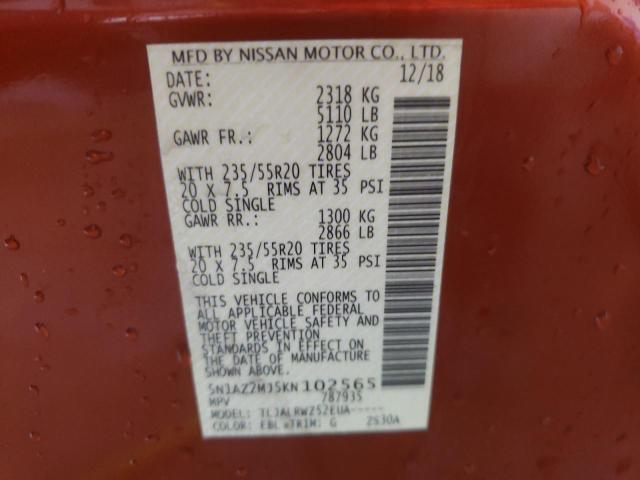 MFD BY NISSAN MOTOR CO., LTD.
DATE: 12/18
GVWR: 2318 KG
5110 LB
GAWR FR.: 1272 KG
2804 LB
WITH 235/55R20 TIRES
20 X 7.5 RIMS AT 35 PSI
COLD SINGLE
GAWR RR.: 1300 KG
2866 LB
WITH 235/55R20 TIRES
20 X 7.5 RIMS AT 35 PSI
COLD SINGLE
THIS VEHICLE CONFORMS TO
ALL APPLICABLE FEDERAL
MOTOR VEHICLE SAFETY AND
THEFT PREVENTION
STANDARDS IN EFFECT ON
THE DATE OF MANUFACTURE
SHOWN ABOVE.
5N1AZ2MJ5KN102565
MPV 787935
MODEL: TLJALRWZ52EUA-----
COLOR: EBL *TRIM: G 2S30A